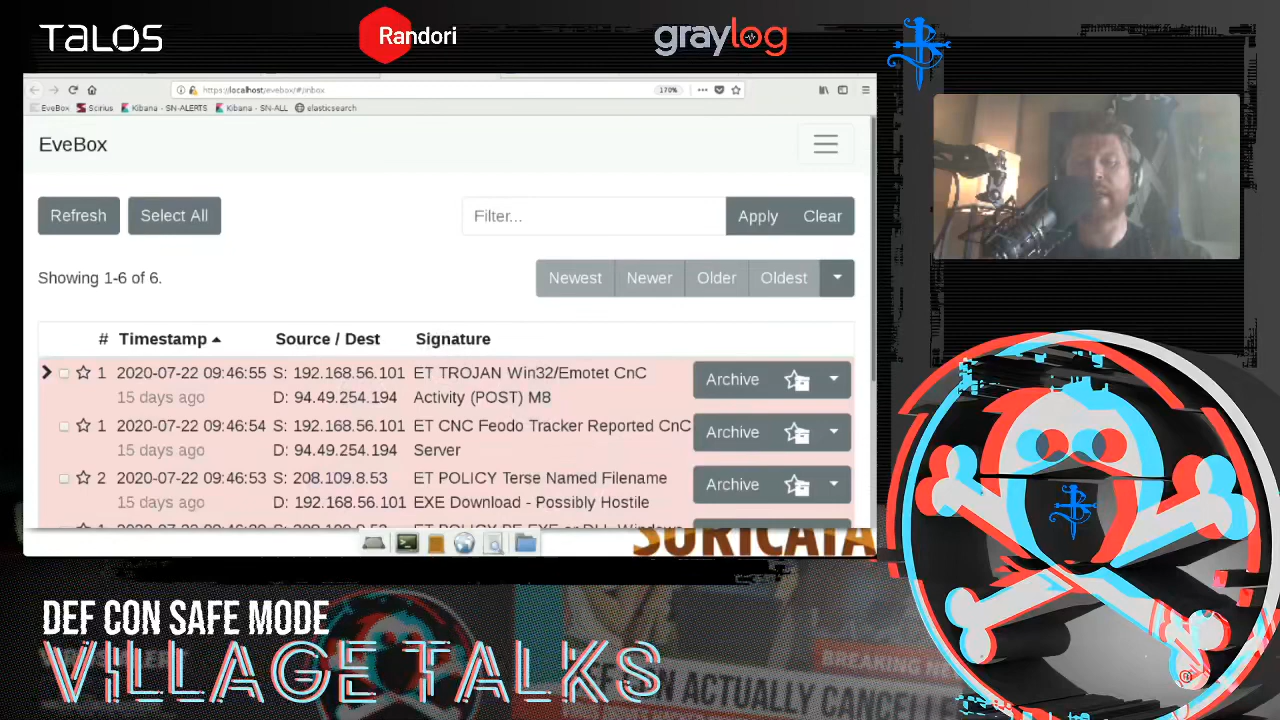 TALOS
Randori
graylog
https://localhost/evebox/#/inbox
170%
EveBox
Scirius
Kibana - SN-ALERTS
Kibana - SN-ALL
elasticsearch
EveBox
Refresh
Select All
Filter...
Apply
Clear
Showing 1-6 of 6.
Newest
Newer
Older
Oldest
# Timestamp Source / Dest Signature
1 2020-07-22 09:46:55 S: 192.168.56.101 ET TROJAN Win32/Emotet CnC Archive
15 days ago D: 94.49.254.194 Activity (POST) M8
1 2020-07-22 09:46:54 S: 192.168.56.101 ET CNC Feodo Tracker Reported CnC Archive
15 days ago D: 94.49.254.194 Server
2 2020-07-22 09:46:53 S: 208.109.8.53 ET POLICY Terse Named Filename Archive
15 days ago D: 192.168.56.101 EXE Download - Possibly Hostile
SURICATA
DEF CON SAFE MODE
VILLAGE TALKS
BREAKING
ACTUALLY CANCELLE